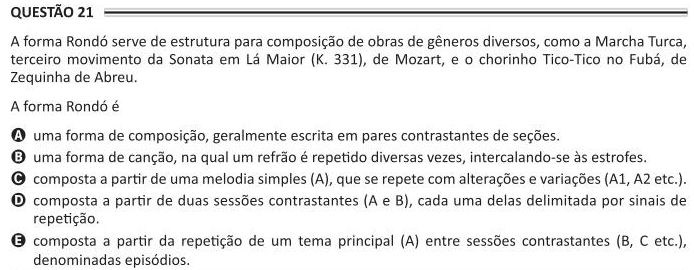 QUESTÃO 21
A forma Rondó serve de estrutura para composição de obras de gêneros diversos, como a Marcha Turca,
terceiro movimento da Sonata em Lá Maior (K. 331), de Mozart, e o chorinho Tico-Tico no Fubá, de
Zequinha de Abreu.
A forma Rondó é
A uma forma de composição, geralmente escrita em pares contrastantes de seções.
B uma forma de canção, na qual um refrão é repetido diversas vezes, intercalando-se às estrofes.
C composta a partir de uma melodia simples (A), que se repete com alterações e variações (A1, A2 etc.).
D composta a partir de duas sessões contrastantes (A e B), cada uma delas delimitada por sinais de
repetição.
E composta a partir da repetição de um tema principal (A) entre sessões contrastantes (B, C etc.),
denominadas episódios.